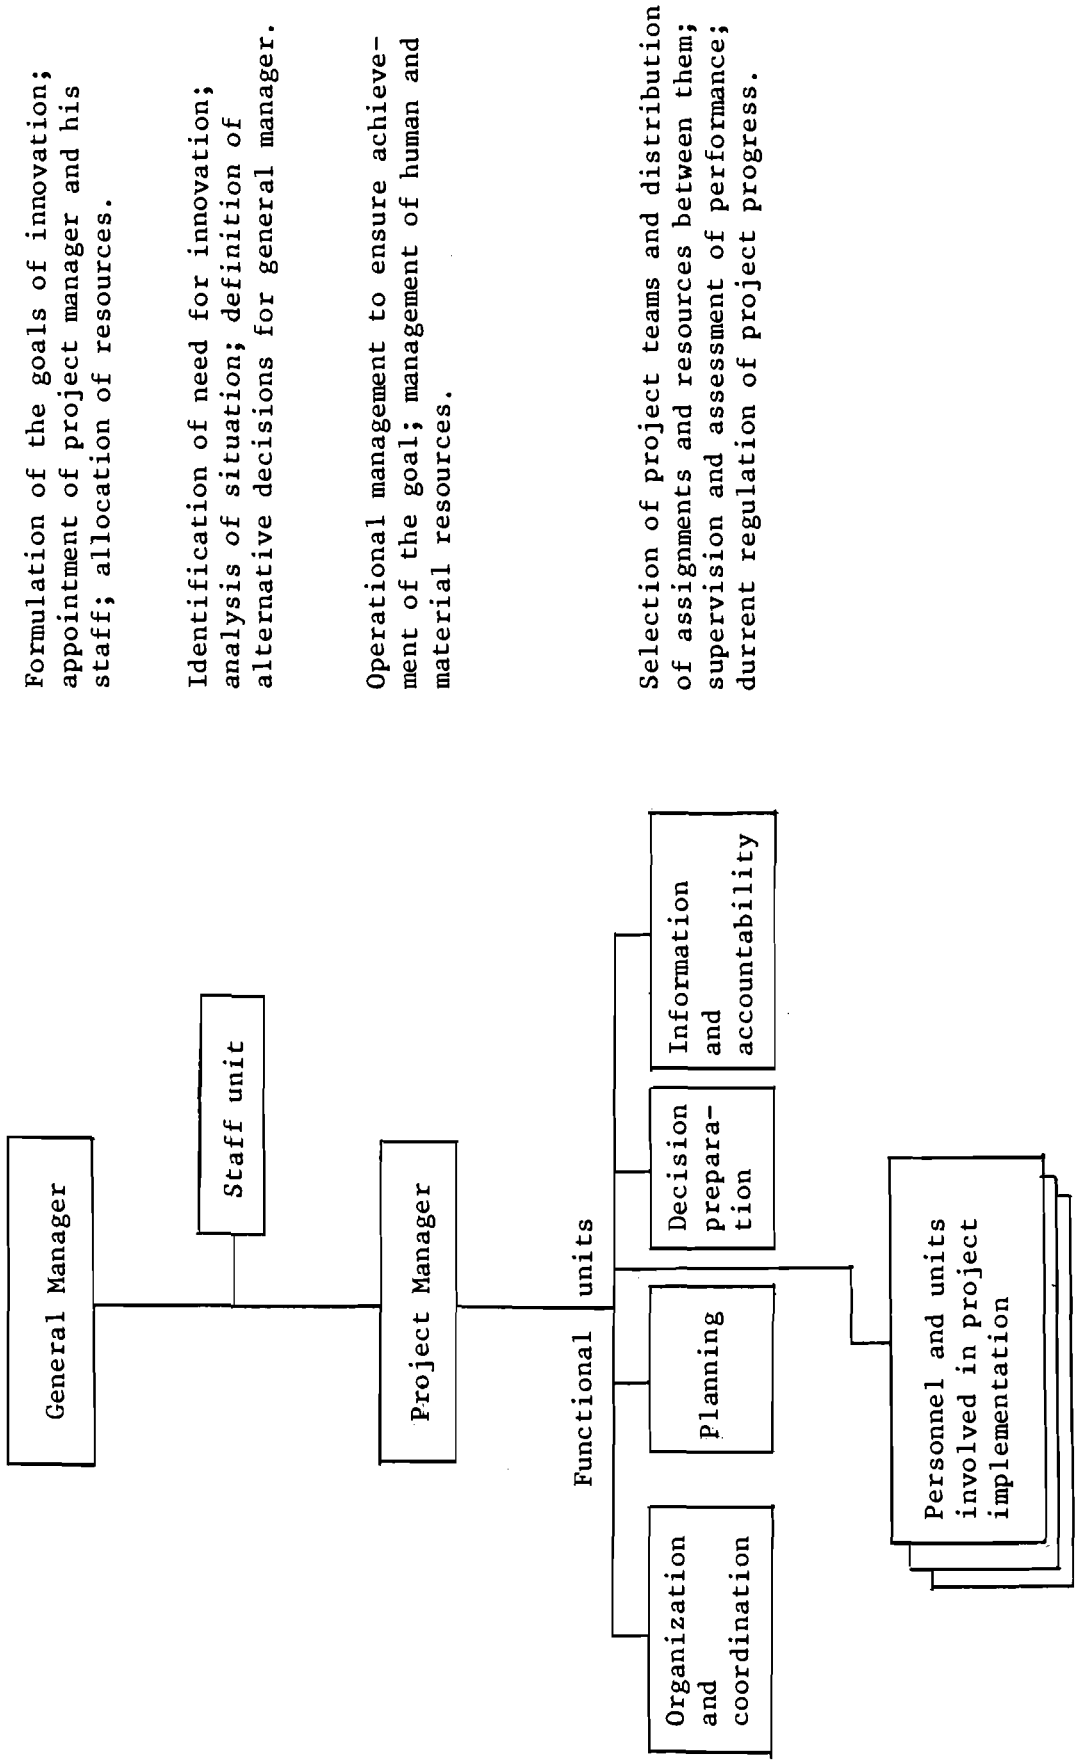 General Manager
Formulation of the goals of innovation;
appointment of project manager and his
staff; allocation of resources.
Staff unit
Identification of need for innovation;
analysis of situation; definition of
alternative decisions for general manager.
Project Manager
Operational management to ensure achieve-
ment of the goal; management of human and
material resources.
Functional units
Organization
and
coordination
Planning
Decision
prepara-
tion
Information
and
accountability
Selection of project teams and distribution
of assignments and resources between them;
supervision and assessment of performance;
durrent regulation of project progress.
Personnel and units
involved in project
implementation